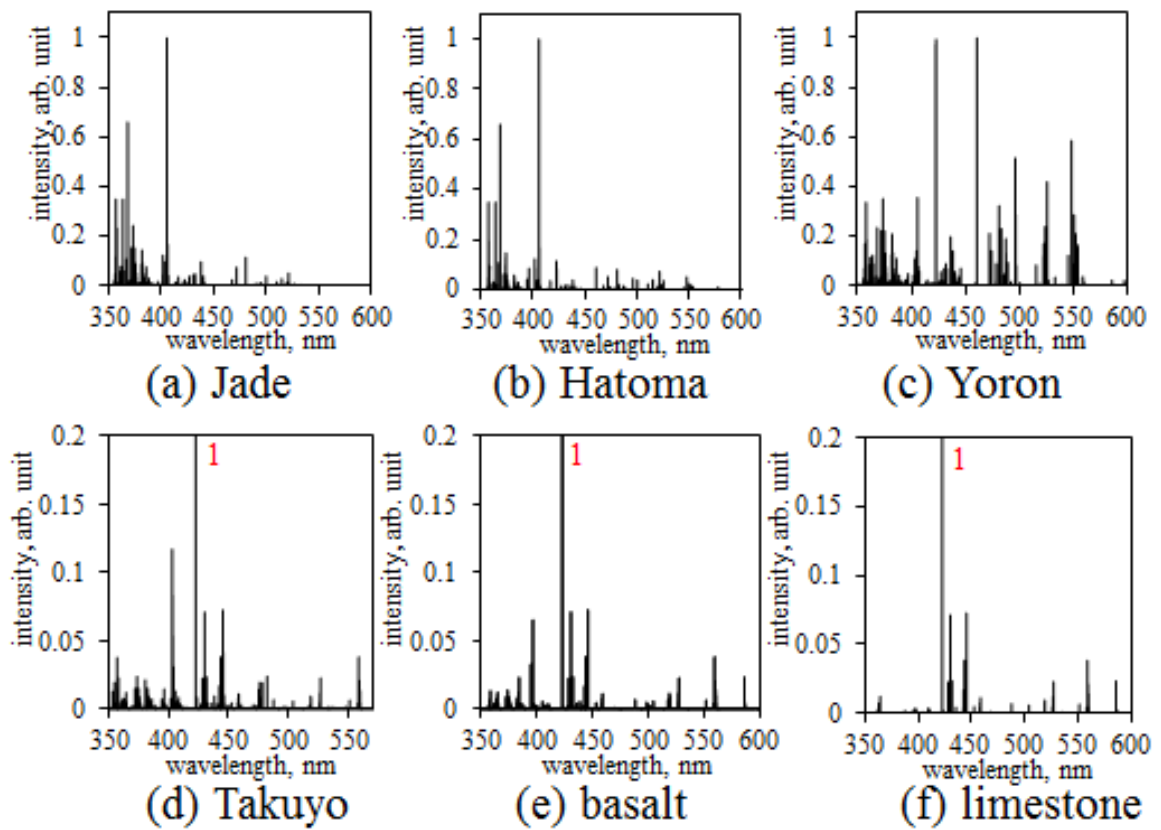 intensity, arb. unit
1
0.8
0.6
0.4
0.2
0
350 400 450 500 550 600
wavelength, nm
(a) Jade
intensity, arb. unit
1
0.8
0.6
0.4
0.2
0
350 400 450 500 550 600
wavelength, nm
(b) Hatoma
intensity, arb. unit
1
0.8
0.6
0.4
0.2
0
350 400 450 500 550 600
wavelength, nm
(c) Yoron
intensity, arb. unit
0.2
0.15
0.1
0.05
0
1
350 400 450 500 550
wavelength, nm
(d) Takuyo
intensity, arb. unit
0.2
0.15
0.1
0.05
0
1
350 400 450 500 550 600
wavelength, nm
(e) basalt
intensity, arb. unit
0.2
0.15
0.1
0.05
0
1
350 400 450 500 550 600
wavelength, nm
(f) limestone